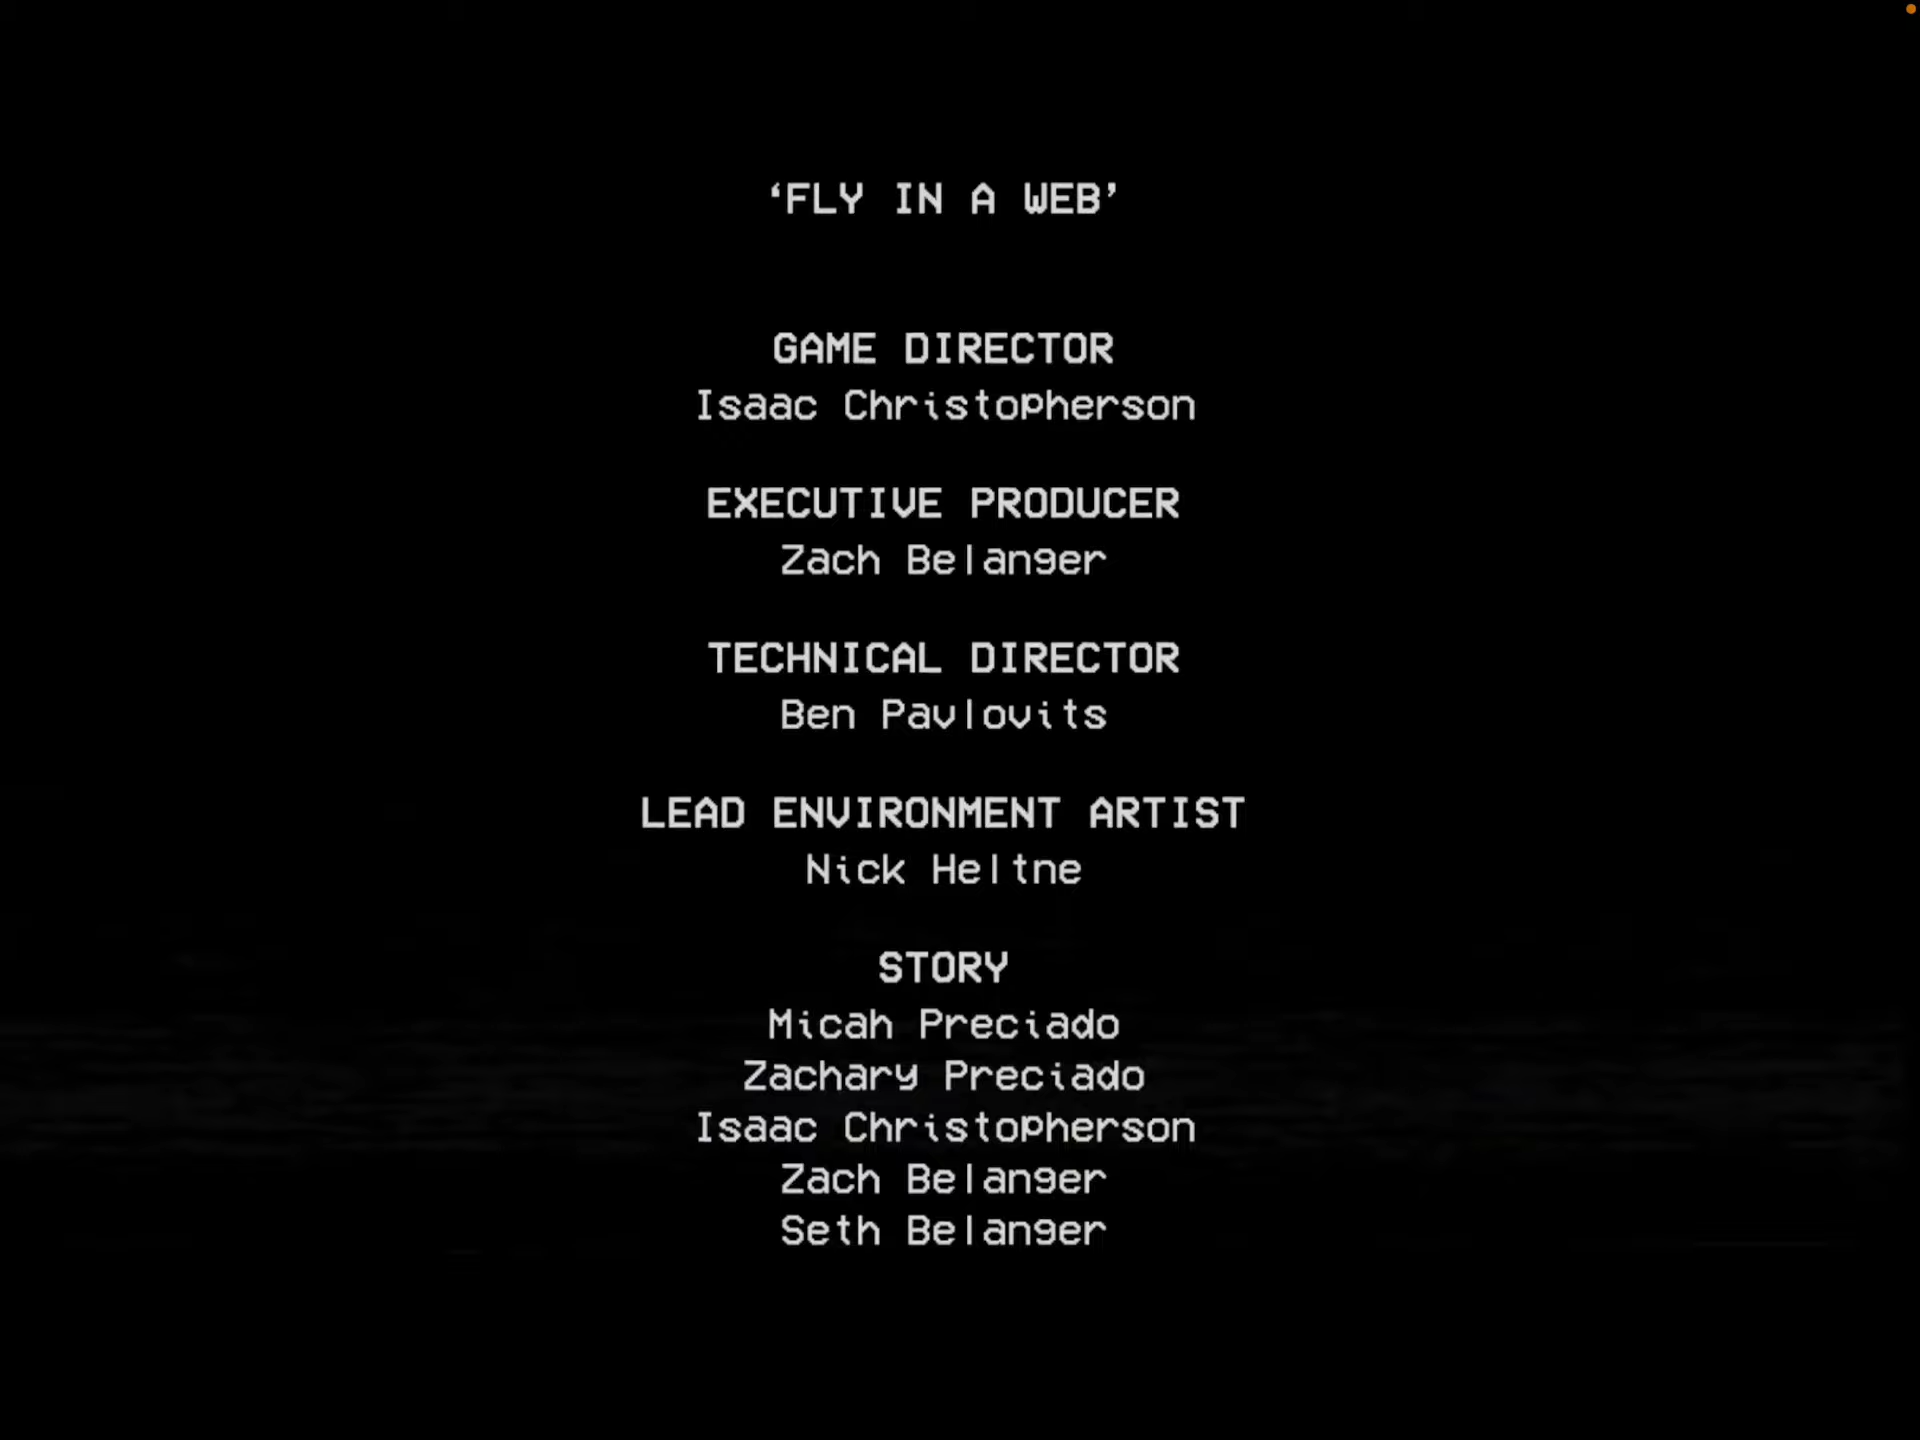 ‘FLY IN A WEB’
GAME DIRECTOR
Isaac Christopherson
EXECUTIVE PRODUCER
Zach Belanger
TECHNICAL DIRECTOR
Ben Pavlovits
LEAD ENVIRONMENT ARTIST
Nick Heltne
STORY
Micah Preciado
Zachary Preciado
Isaac Christopherson
Zach Belanger
Seth Belanger